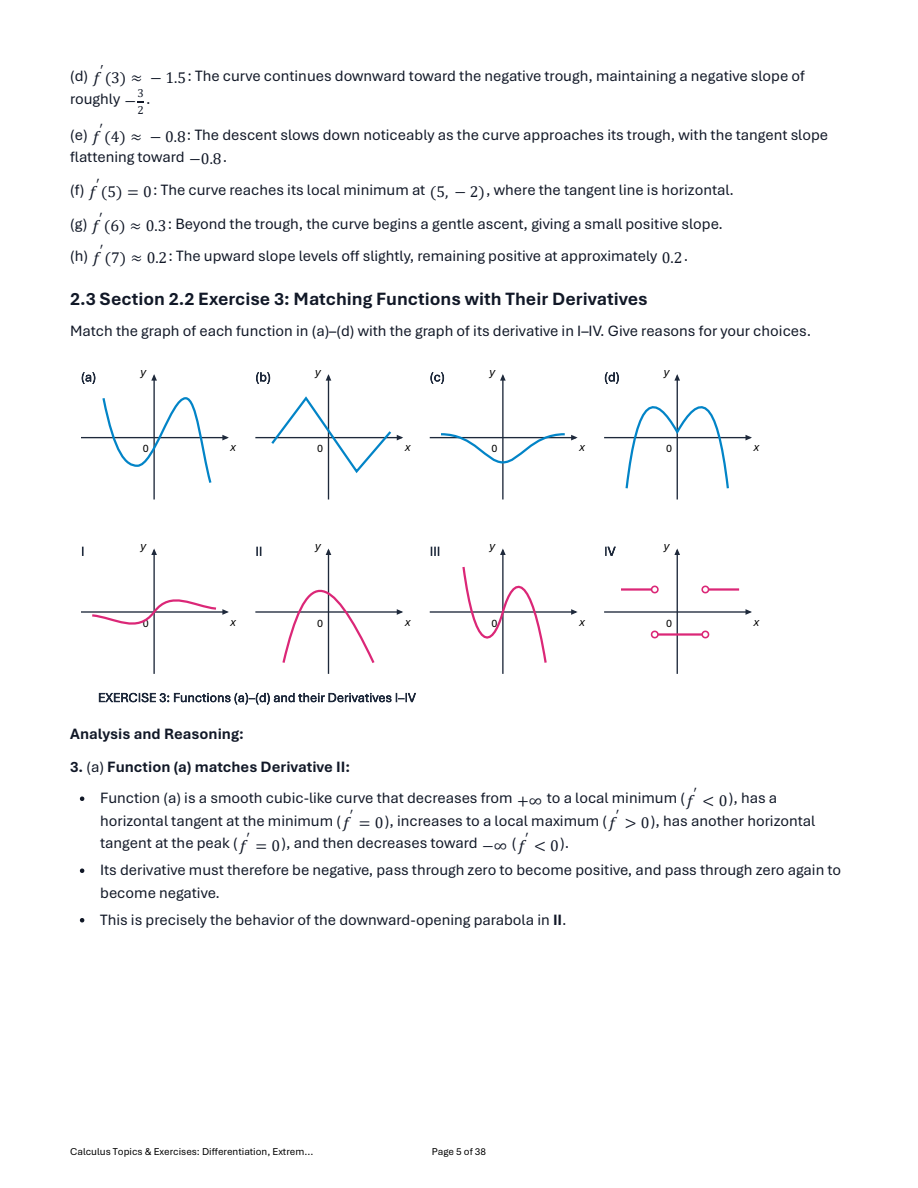 (d) f′(3) ≈ − 1.5: The curve continues downward toward the negative trough, maintaining a negative slope of
roughly −3/2.
(e) f′(4) ≈ − 0.8: The descent slows down noticeably as the curve approaches its trough, with the tangent slope
flattening toward −0.8.
(f) f′(5) = 0: The curve reaches its local minimum at (5, − 2), where the tangent line is horizontal.
(g) f′(6) ≈ 0.3: Beyond the trough, the curve begins a gentle ascent, giving a small positive slope.
(h) f′(7) ≈ 0.2: The upward slope levels off slightly, remaining positive at approximately 0.2.
2.3 Section 2.2 Exercise 3: Matching Functions with Their Derivatives
Match the graph of each function in (a)–(d) with the graph of its derivative in I–IV. Give reasons for your choices.
(a) y (b) y (c) y (d) y
0 x 0 x 0 x 0 x
I y II y III y IV y
0 x 0 x 0 x 0 x
EXERCISE 3: Functions (a)–(d) and their Derivatives I–IV
Analysis and Reasoning:
3. (a) Function (a) matches Derivative II:
• Function (a) is a smooth cubic-like curve that decreases from +∞ to a local minimum (f′ < 0), has a
horizontal tangent at the minimum (f′ = 0), increases to a local maximum (f′ > 0), has another horizontal
tangent at the peak (f′ = 0), and then decreases toward −∞ (f′ < 0).
• Its derivative must therefore be negative, pass through zero to become positive, and pass through zero again to
become negative.
• This is precisely the behavior of the downward-opening parabola in II.
Calculus Topics & Exercises: Differentiation, Extrem... Page 5 of 38